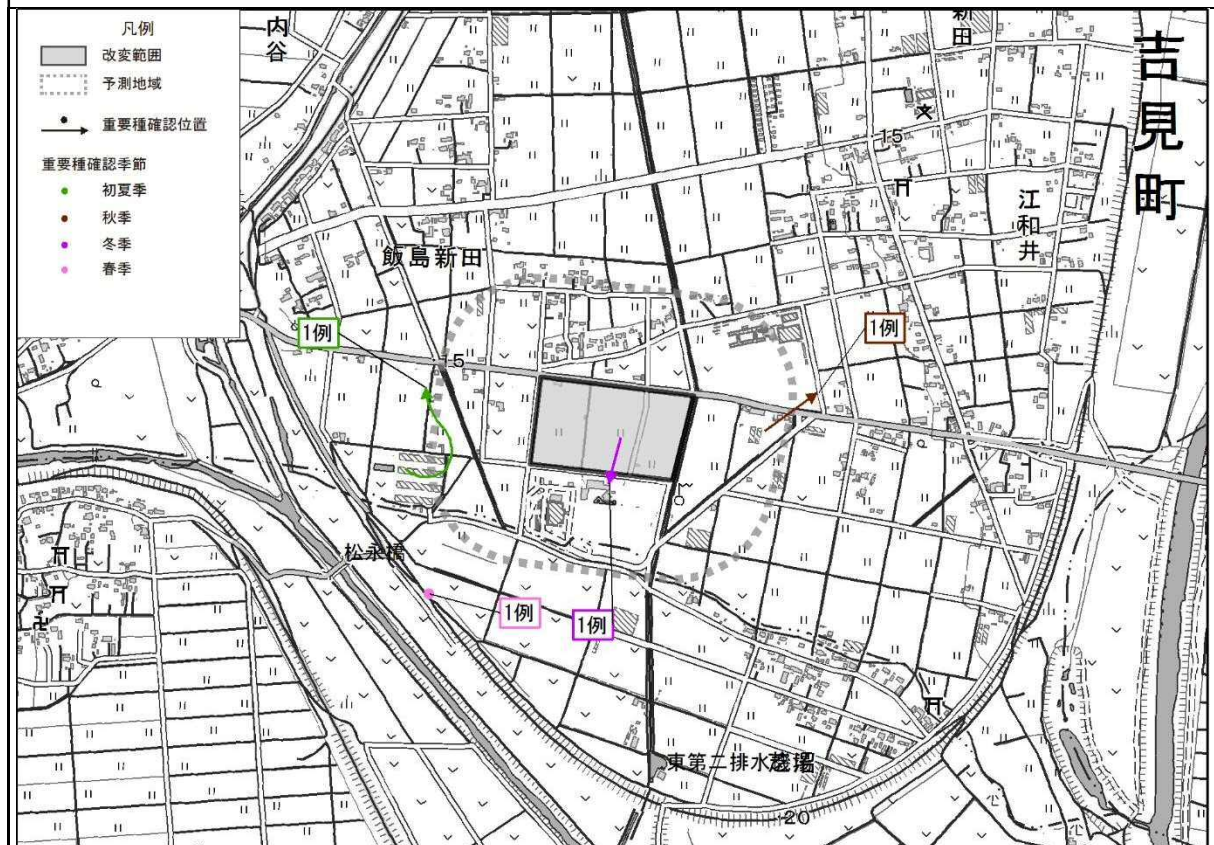 凡例
改変範囲
予測地域
重要種確認位置
重要種確認季節
初夏季
秋季
冬季
春季
内谷
新田
吉見町
15
江和井
飯島新田
1例
1例
15
松永橋
1例
1例
東第二排水
20